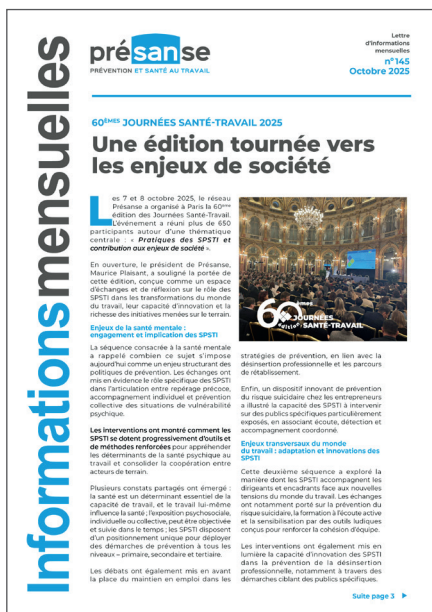 Informationsmensuelles
présanse
PRÉVENTION ET SANTÉ AU TRAVAIL
Lettre
d'informations
mensuelles
n°145
Octobre 2025
60ÈMES JOURNÉES SANTÉ-TRAVAIL 2025
Une édition tournée vers
les enjeux de société
Les 7 et 8 octobre 2025, le réseau
Présanse a organisé à Paris la 60ème
édition des Journées Santé-Travail.
L'événement a réuni plus de 650
participants autour d'une thématique
centrale : « Pratiques des SPSTI et
contribution aux enjeux de société ».
En ouverture, le président de Présanse,
Maurice Plaisant, a souligné la portée de
cette édition, conçue comme un espace
d'échanges et de réflexion sur le rôle des
SPSTI dans les transformations du monde
du travail, leur capacité d'innovation et la
richesse des initiatives menées sur le terrain.
Enjeux de la santé mentale :
engagement et implication des SPSTI
La séquence consacrée à la santé mentale
a rappelé combien ce sujet s'impose
aujourd'hui comme un enjeu structurant des
politiques de prévention. Les échanges ont
mis en évidence le rôle spécifique des SPSTI
dans l'articulation entre repérage précoce,
accompagnement individuel et prévention
collective des situations de vulnérabilité
psychique.
Les interventions ont montré comment les
SPSTI se dotent progressivement d'outils et
de méthodes renforcées pour appréhender
les déterminants de la santé psychique au
travail et consolider la coopération entre
acteurs de terrain.
Plusieurs constats partagés ont émergé :
la santé est un déterminant essentiel de la
capacité de travail, et le travail lui-même
influence la santé ; l'exposition psychosociale,
individuelle ou collective, peut être objectivée
et suivie dans le temps ; les SPSTI disposent
d'un positionnement unique pour déployer
des démarches de prévention à tous les
niveaux – primaire, secondaire et tertiaire.
Les débats ont également mis en avant
la place du maintien en emploi dans les
60èmes
édition
JOURNÉES
SANTÉ-TRAVAIL
stratégies de prévention, en lien avec la
désinsertion professionnelle et les parcours
de rétablissement.
Enfin, un dispositif innovant de prévention
du risque suicidaire chez les entrepreneurs
a illustré la capacité des SPSTI à intervenir
sur des publics spécifiques particulièrement
exposés, en associant écoute, détection et
accompagnement coordonné.
Enjeux transversaux du monde
du travail : adaptation et innovations des
SPSTI
Cette deuxième séquence a exploré la
manière dont les SPSTI accompagnent les
dirigeants et encadrants face aux nouvelles
tensions du monde du travail. Les échanges
ont notamment porté sur la prévention du
risque sociétal, la formation à l'écoute active
et la sensibilisation par des outils ludiques
conçus pour renforcer la cohésion d'équipe.
Les interventions ont également mis en
lumière la capacité d'innovation des SPSTI
dans la prévention de la désinsertion
professionnelle, notamment à travers des
démarches ciblant des publics spécifiques.
Suite page 3